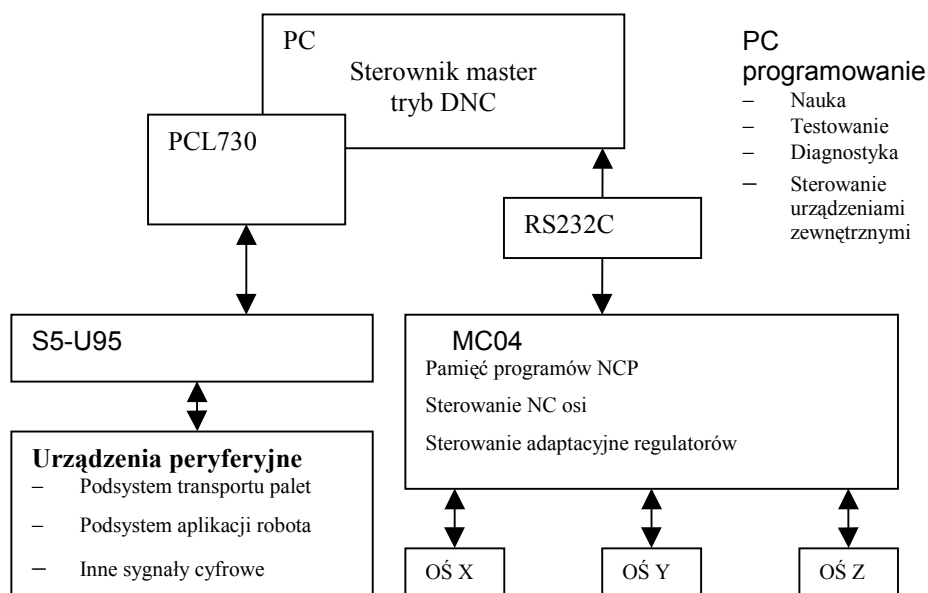 PC
Sterownik master
tryb DNC
PCL730
RS232C
PC
programowanie
– Nauka
– Testowanie
– Diagnostyka
– Sterowanie
urządzeniami
zewnętrznymi
S5-U95
Urządzenia peryferyjne
– Podsystem transportu palet
– Podsystem aplikacji robota
– Inne sygnały cyfrowe
MC04
Pamięć programów NCP
Sterowanie NC osi
Sterowanie adaptacyjne regulatorów
OŚ X
OŚ Y
OŚ Z